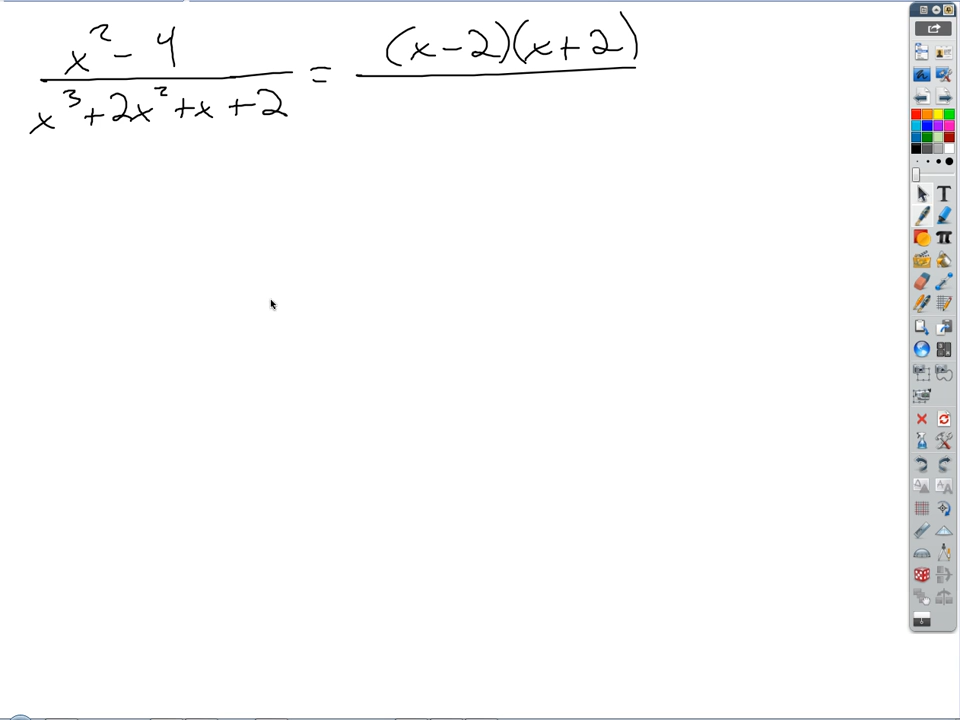 x² - 4 / x³ + 2x² + x + 2 = (x - 2)(x + 2)
T
π